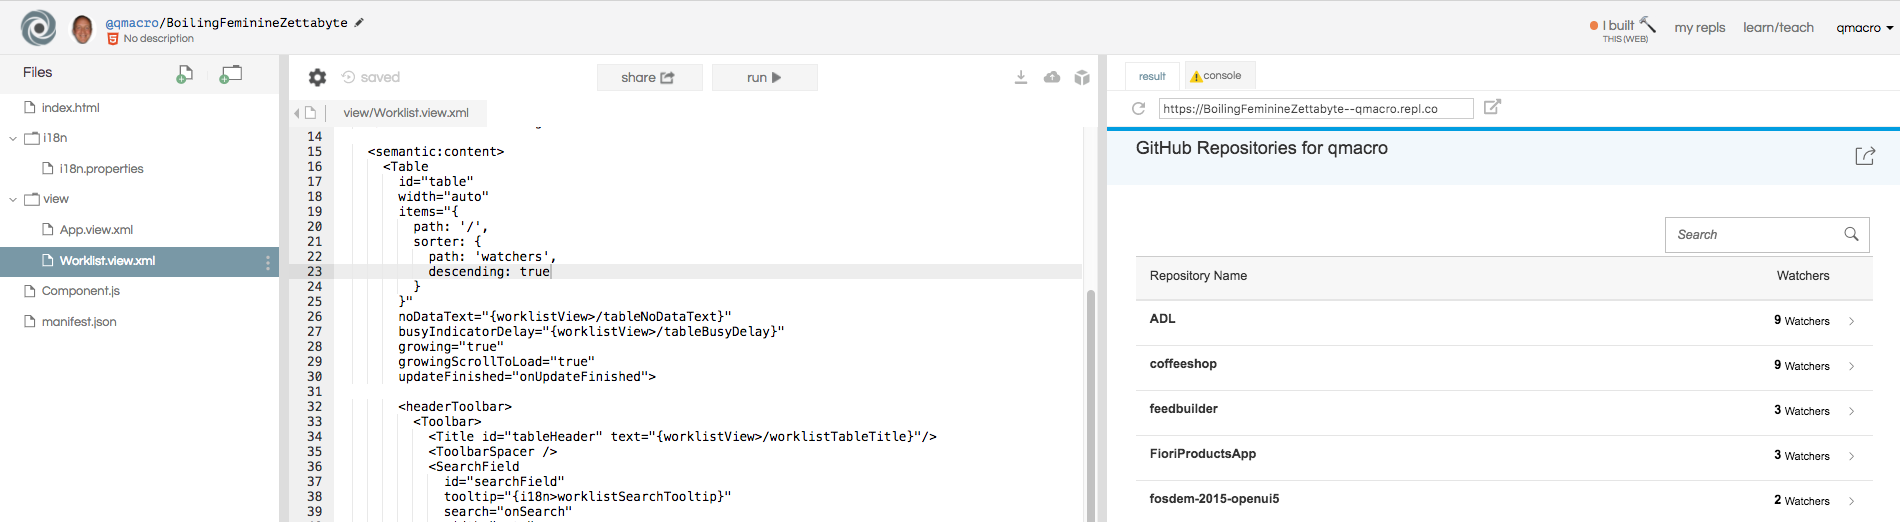 @qmacro/BoilingFeminineZettabyte
No description
I built
THIS (WEB)
my repls
learn/teach
qmacro
Files
index.html
i18n
i18n.properties
view
App.view.xml
Worklist.view.xml
Component.js
manifest.json
saved
share
run
view/Worklist.view.xml
14
15 <semantic:content>
16 <Table
17 id="table"
18 width="auto"
19 items="{
20 path: '/',
21 sorter: {
22 path: 'watchers',
23 descending: true
24 }
25 }"
26 noDataText="{worklistView>/tableNoDataText}"
27 busyIndicatorDelay="{worklistView>/tableBusyDelay}"
28 growing="true"
29 growingScrollToLoad="true"
30 updateFinished="onUpdateFinished">
31
32 <headerToolbar>
33 <Toolbar>
34 <Title id="tableHeader" text="{worklistView>/worklistTableTitle}"/>
35 <ToolbarSpacer />
36 <SearchField
37 id="searchField"
38 tooltip="{i18n>worklistSearchTooltip}"
39 search="onSearch"
result
console
https://BoilingFeminineZettabyte--qmacro.repl.co
GitHub Repositories for qmacro
Search
Repository Name Watchers
ADL 9 Watchers
coffeeshop 9 Watchers
feedbuilder 3 Watchers
FioriProductsApp 3 Watchers
fosdem-2015-openui5 2 Watchers